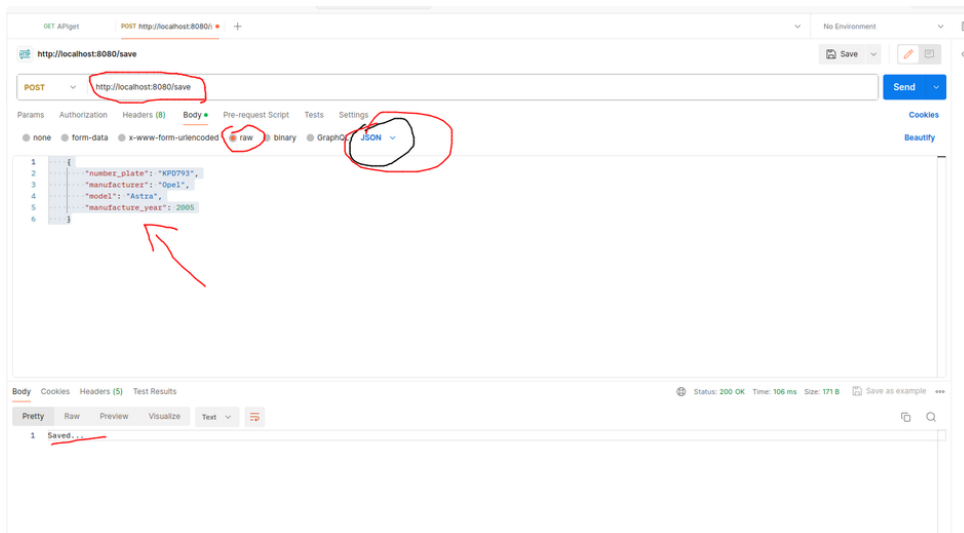 GET APIget POST http://localhost:8080/s + No Environment
http://localhost:8080/save Save
POST http://localhost:8080/save Send
Params Authorization Headers (8) Body Pre-request Script Tests Settings Cookies
none form-data x-www-form-urlencoded raw binary GraphQL JSON Beautify
1 {
2 "number_plate": "KPD793",
3 "manufacturer": "Opel",
4 "model": "Astra",
5 "manufacture_year": 2005
6 }
Body Cookies Headers (5) Test Results Status: 200 OK Time: 106 ms Size: 171 B Save as example
Pretty Raw Preview Visualize Text
1 Saved...